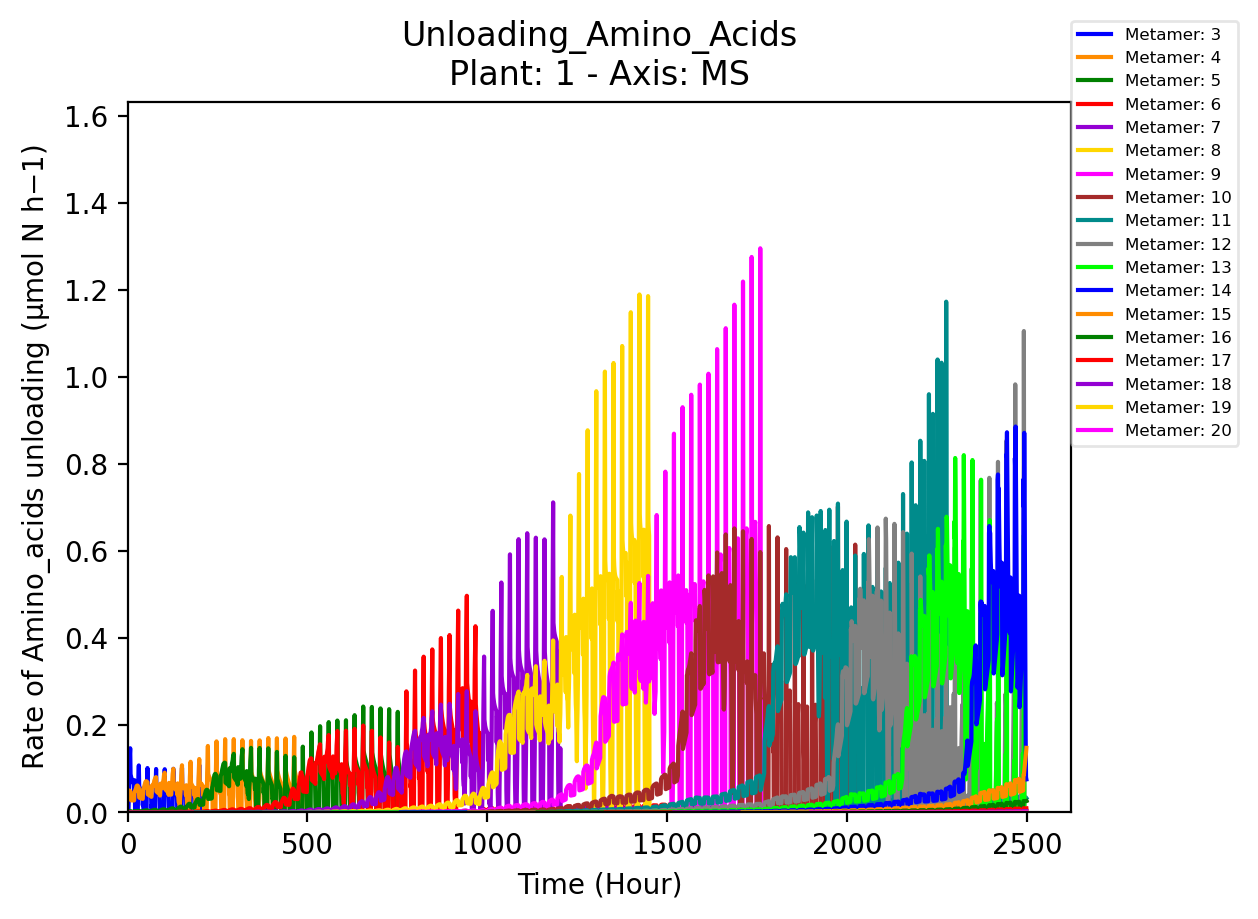 Unloading_Amino_Acids
Plant: 1 - Axis: MS
Rate of Amino_acids unloading (µmol N h−1)
1.6
1.4
1.2
1.0
0.8
0.6
0.4
0.2
0.0
0 500 1000 1500 2000 2500
Time (Hour)
Metamer: 3
Metamer: 4
Metamer: 5
Metamer: 6
Metamer: 7
Metamer: 8
Metamer: 9
Metamer: 10
Metamer: 11
Metamer: 12
Metamer: 13
Metamer: 14
Metamer: 15
Metamer: 16
Metamer: 17
Metamer: 18
Metamer: 19
Metamer: 20